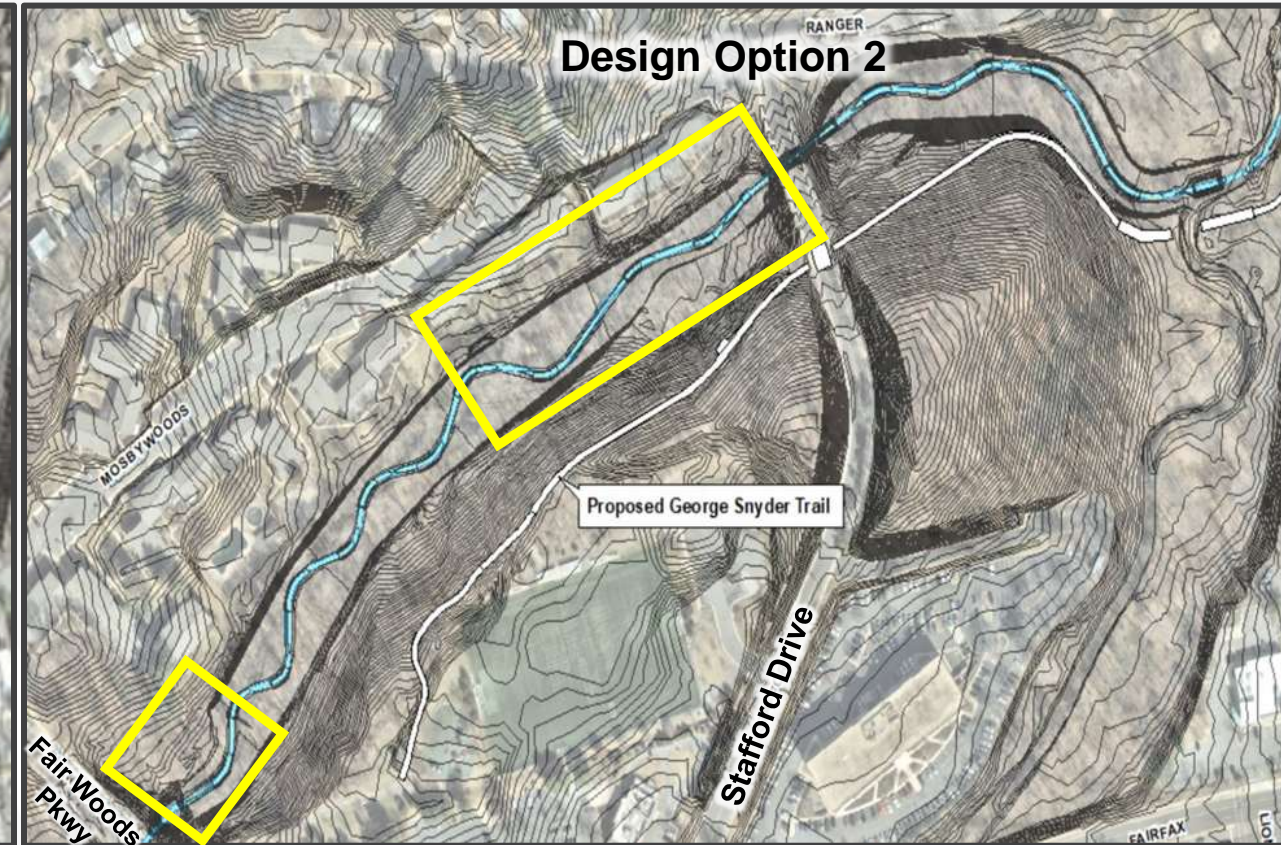 RANGER
Design Option 2
MOSBYWOODS
Proposed George Snyder Trail
Stafford Drive
Fair Woods
Pkwy
FAIRFAX